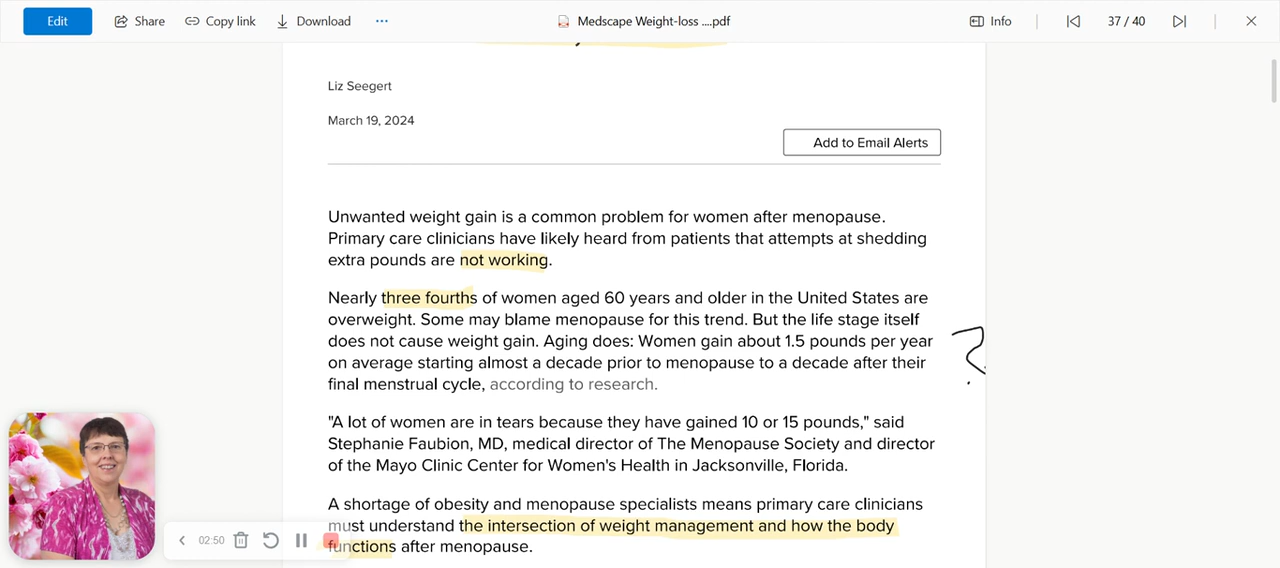 Edit Share Copy link Download ... Medscape Weight-loss ....pdf Info 37 / 40
Liz Seegert
March 19, 2024
Add to Email Alerts
Unwanted weight gain is a common problem for women after menopause.
Primary care clinicians have likely heard from patients that attempts at shedding
extra pounds are not working.
Nearly three fourths of women aged 60 years and older in the United States are
overweight. Some may blame menopause for this trend. But the life stage itself
does not cause weight gain. Aging does: Women gain about 1.5 pounds per year
on average starting almost a decade prior to menopause to a decade after their
final menstrual cycle, according to research.
?
"A lot of women are in tears because they have gained 10 or 15 pounds," said
Stephanie Faubion, MD, medical director of The Menopause Society and director
of the Mayo Clinic Center for Women's Health in Jacksonville, Florida.
A shortage of obesity and menopause specialists means primary care clinicians
must understand the intersection of weight management and how the body
functions after menopause.
02:50